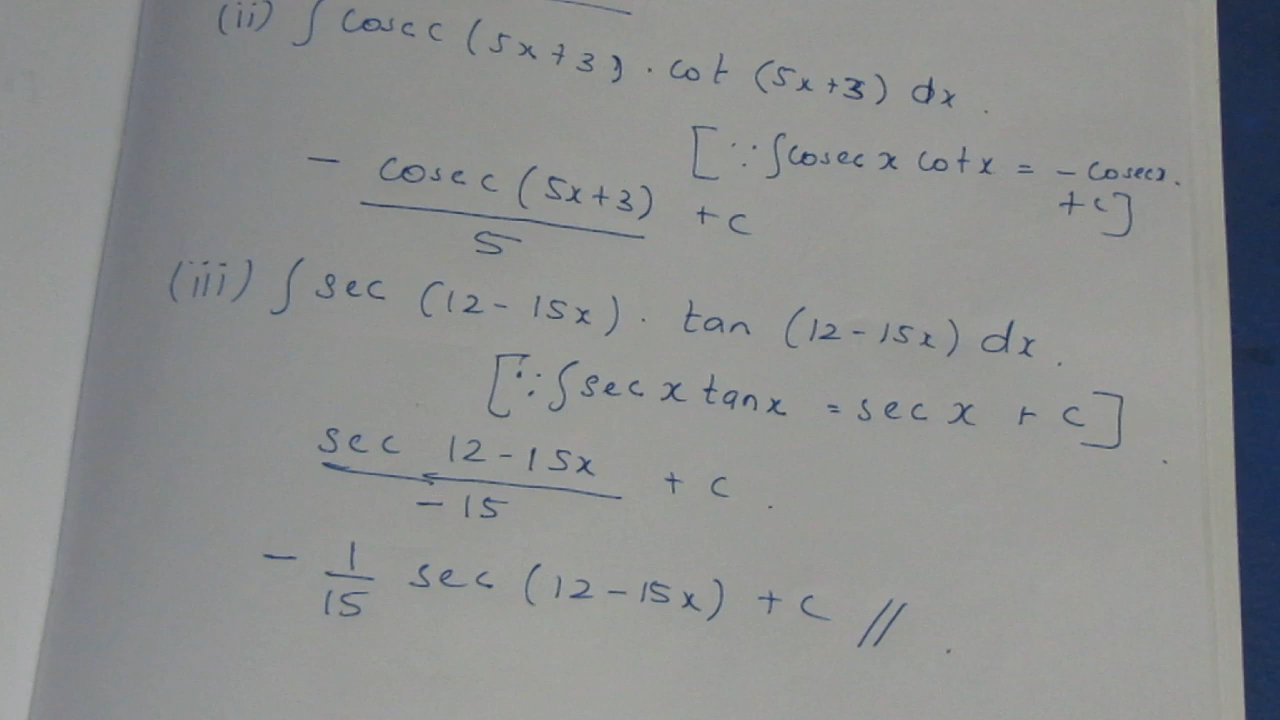 (ii) ∫ cosec (5x+3) . cot (5x+3) dx .
[∵ ∫cosec x cot x = - cosec x.
+c]
- cosec (5x+3) / 5 + c
(iii) ∫ sec (12-15x) . tan (12-15x) dx .
[∵ ∫sec x tan x = sec x + c]
sec 12-15x / -15 + c .
- 1/15 sec (12-15x) + c // .